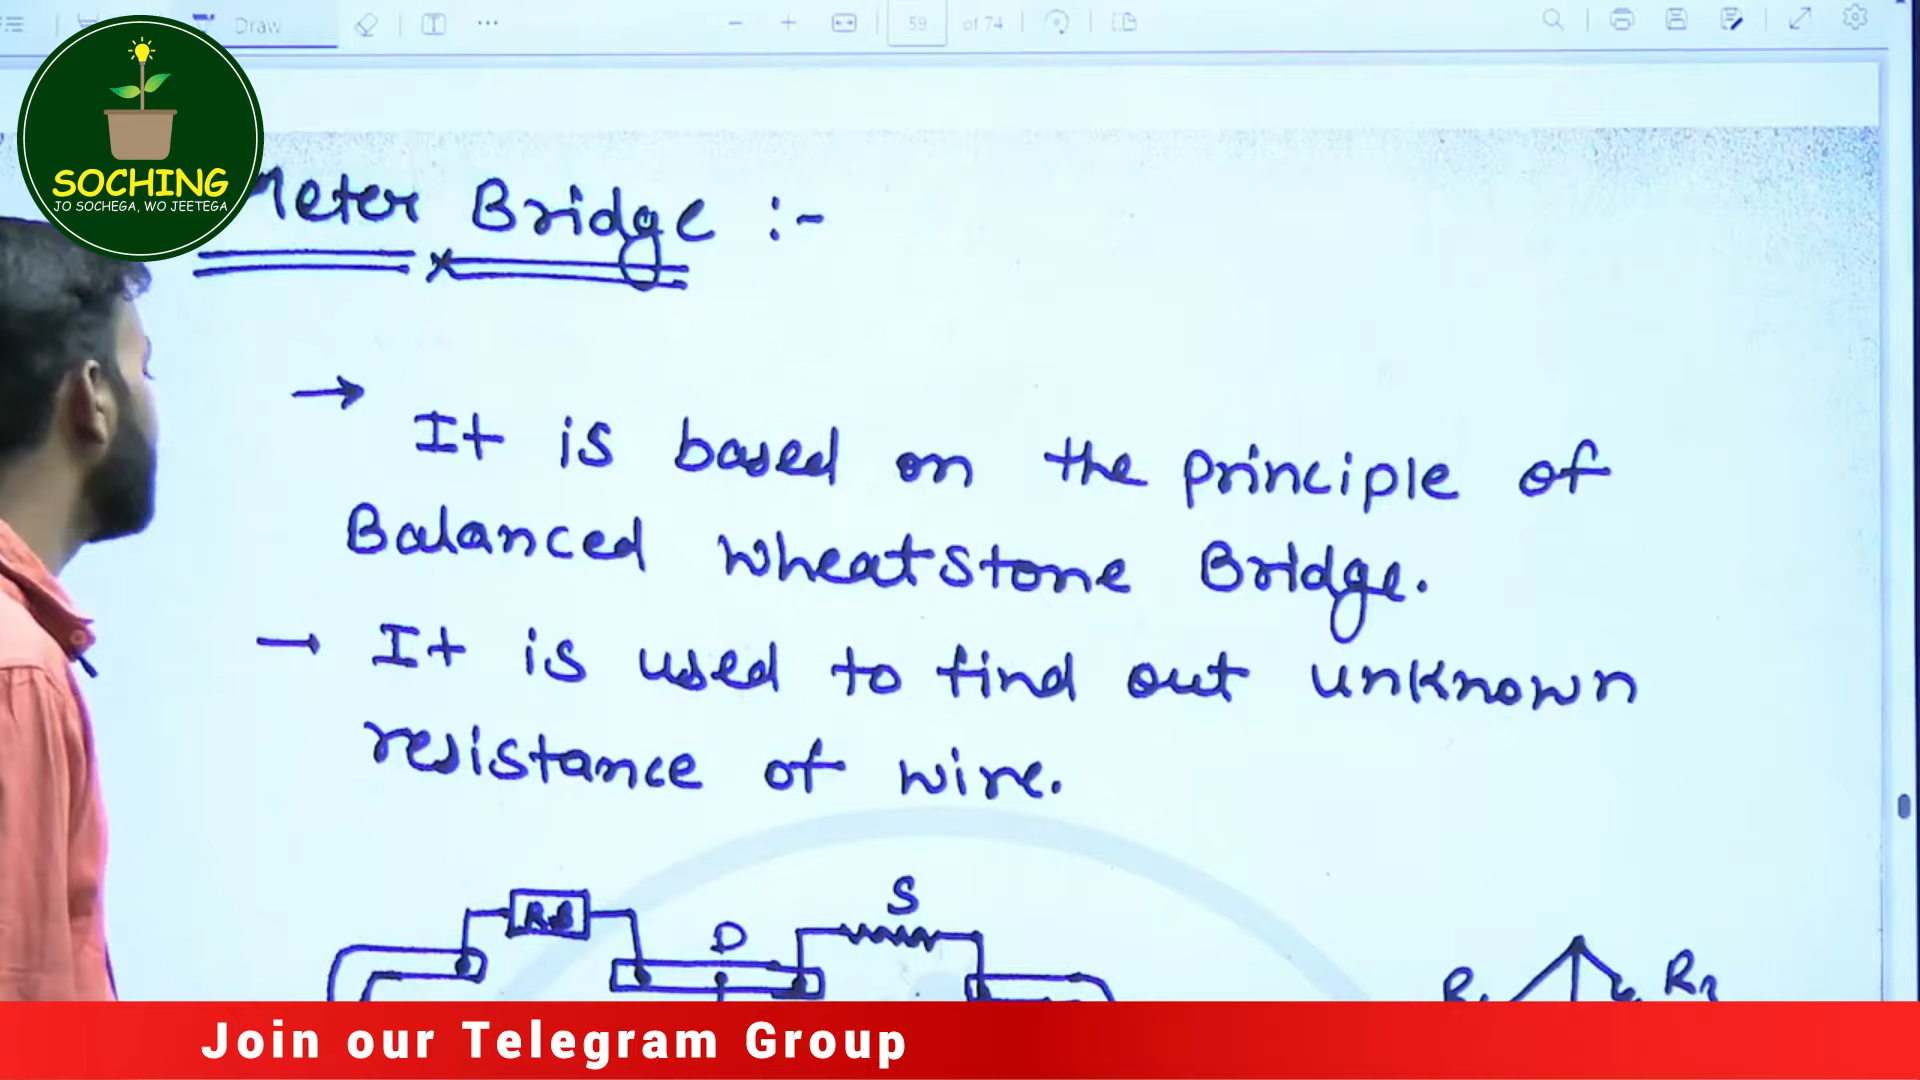 Draw
59 of 74
SOCHING
JO SOCHEGA, WO JEETEGA
Meter Bridge :-
→ It is based on the principle of
Balanced wheatstone Bridge.
→ It is used to find out unknown
resistance of wire.
S
R.B
D
R1 R2
Join our Telegram Group